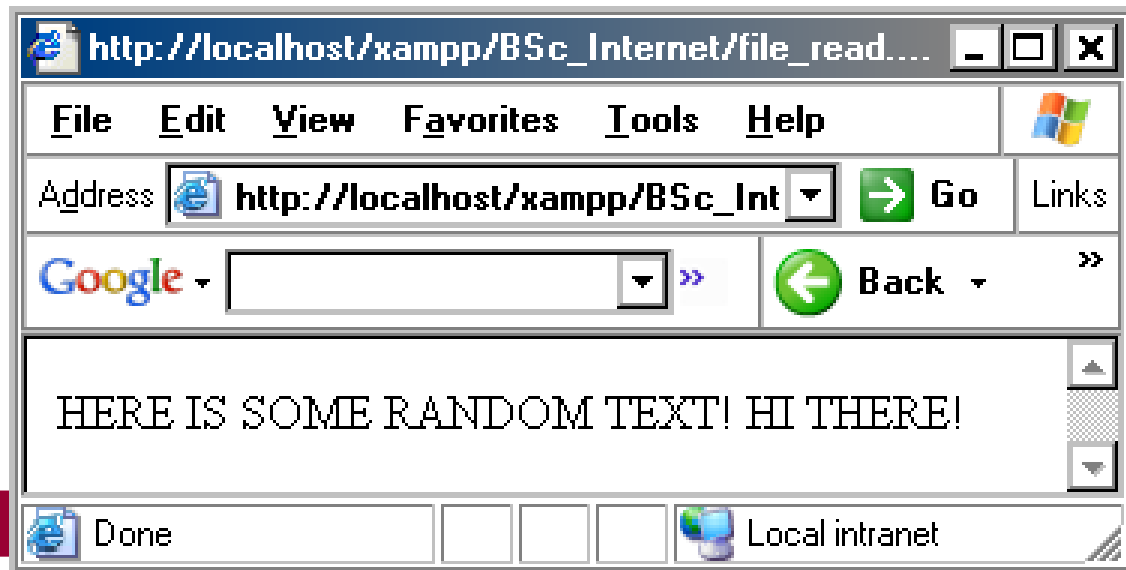 http://localhost/xampp/BSc_Internet/file_read....
File Edit View Favorites Tools Help
Address http://localhost/xampp/BSc_Int Go Links
Google » Back »
HERE IS SOME RANDOM TEXT! HI THERE!
Done Local intranet